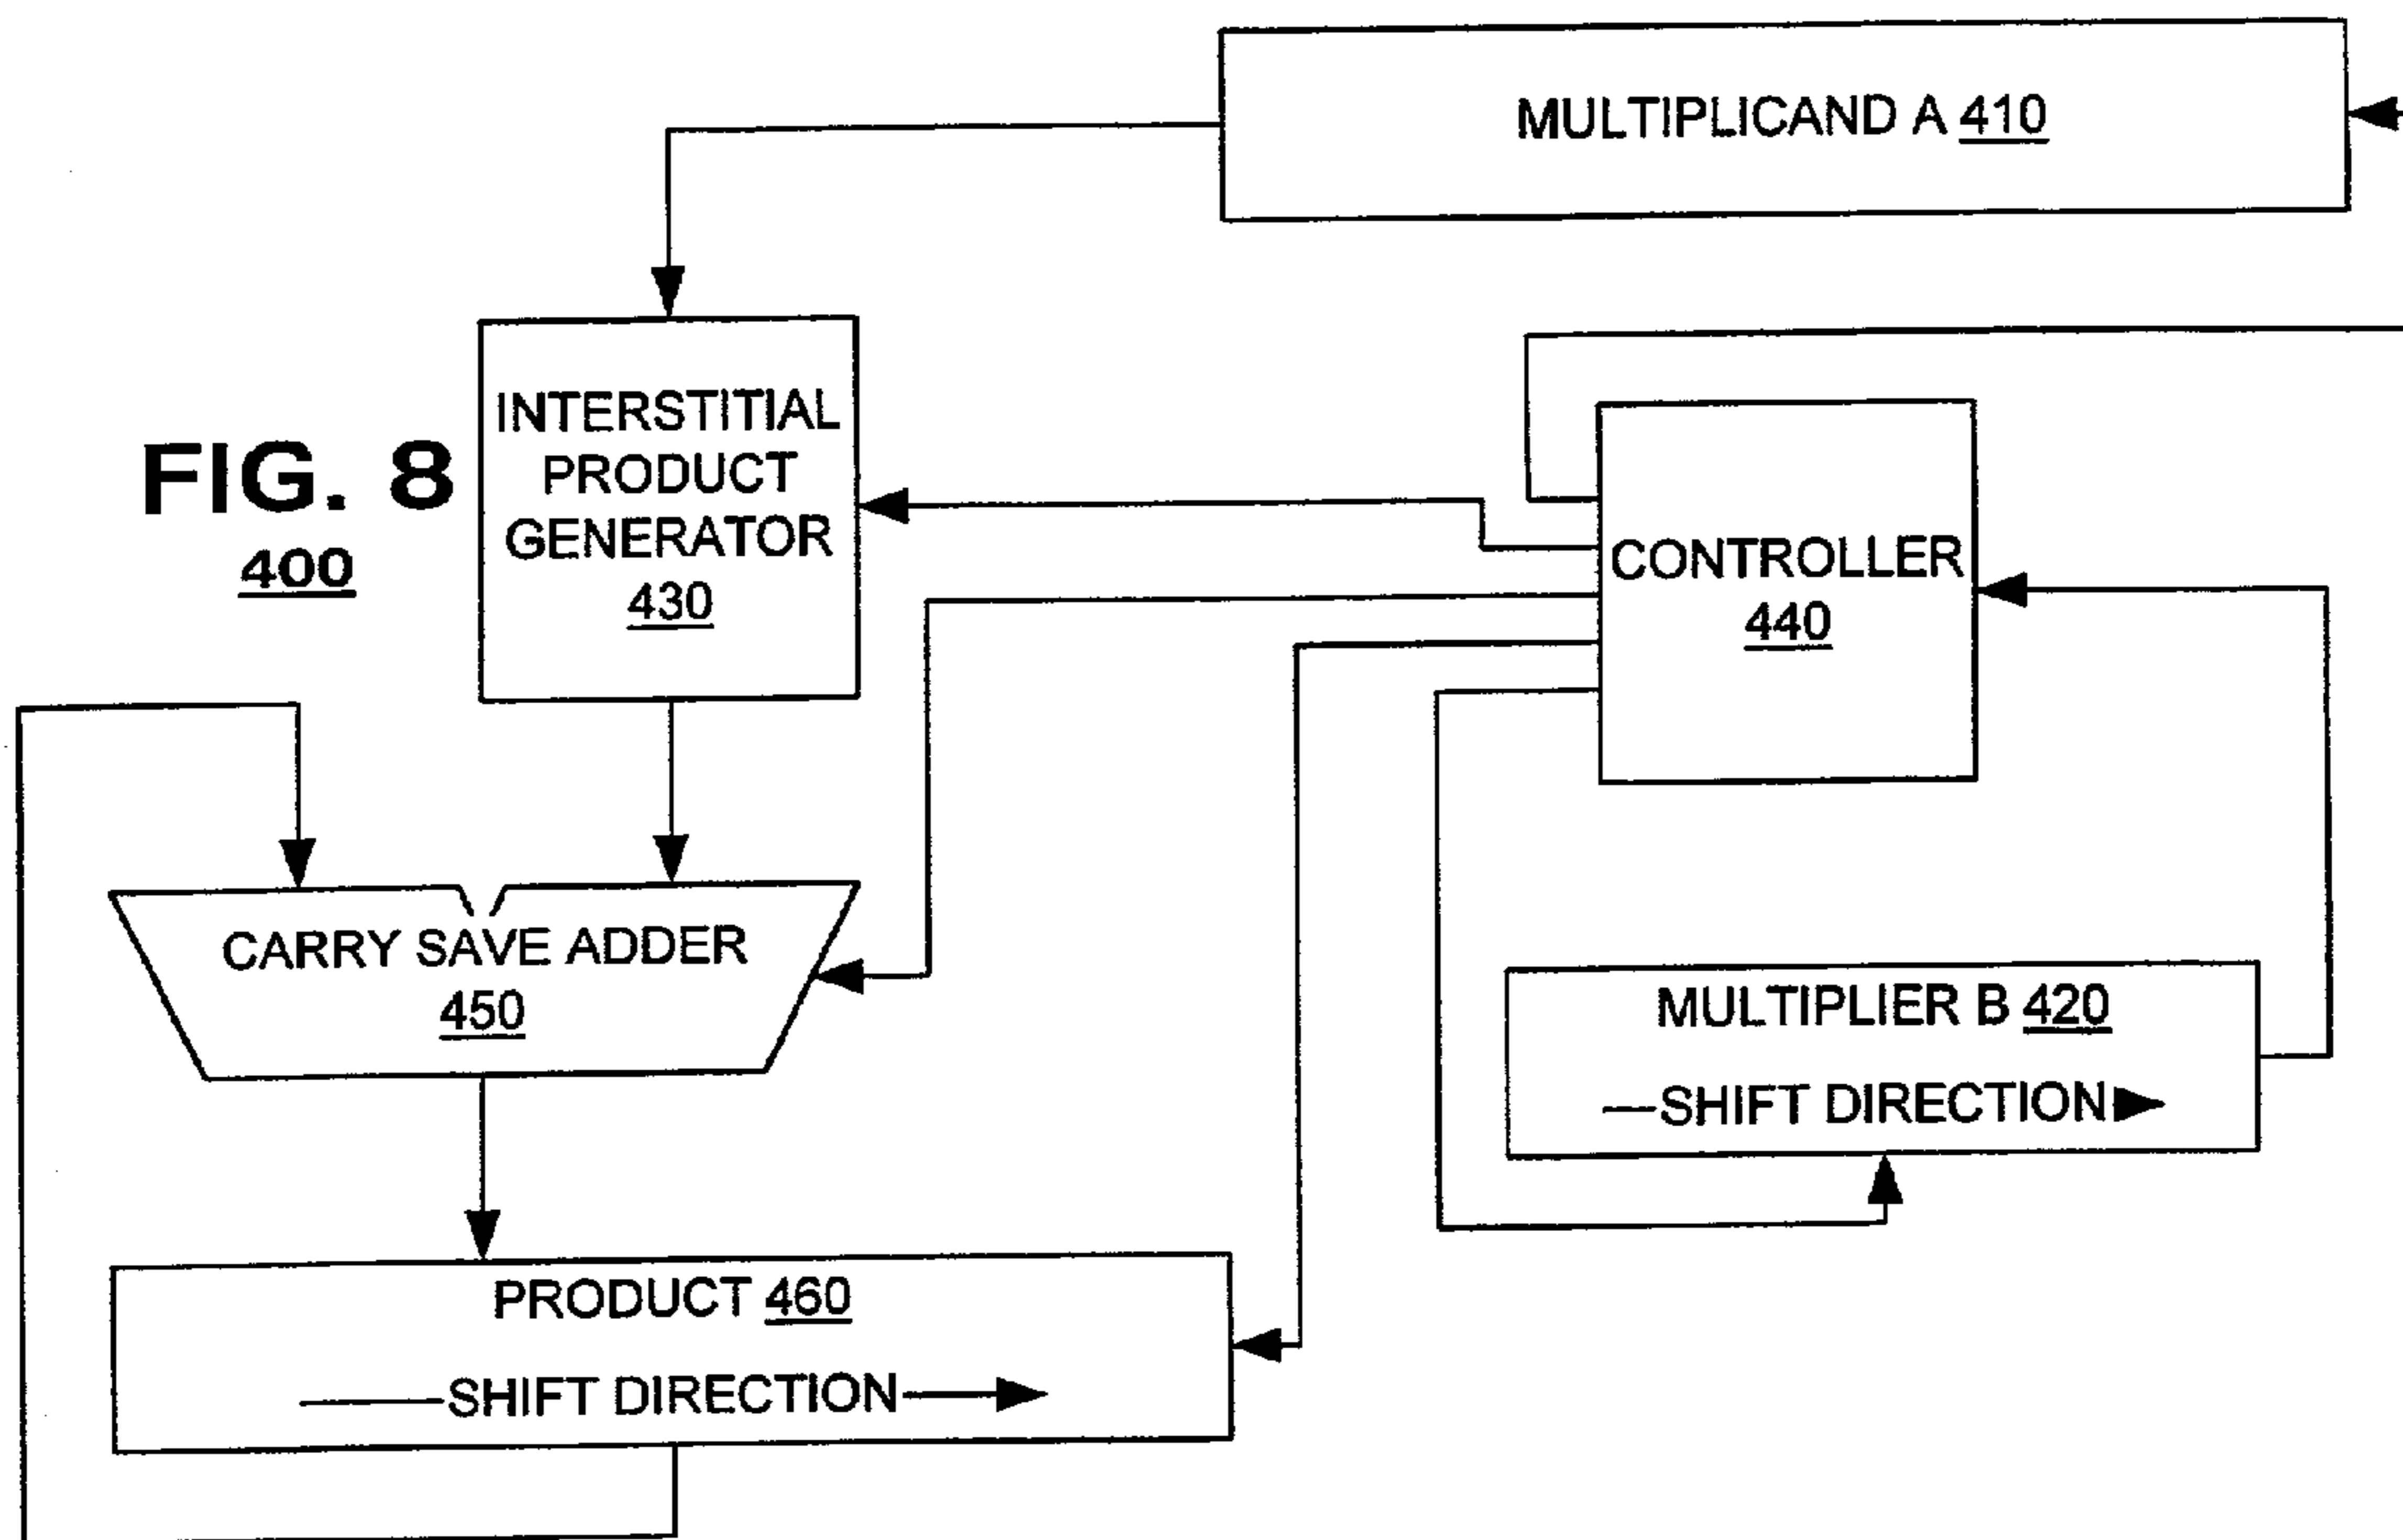 MULTIPLICAND A 410
FIG. 8
400
INTERSTITIAL
PRODUCT
GENERATOR
430
CONTROLLER
440
CARRY SAVE ADDER
450
MULTIPLIER B 420
SHIFT DIRECTION
PRODUCT 460
SHIFT DIRECTION